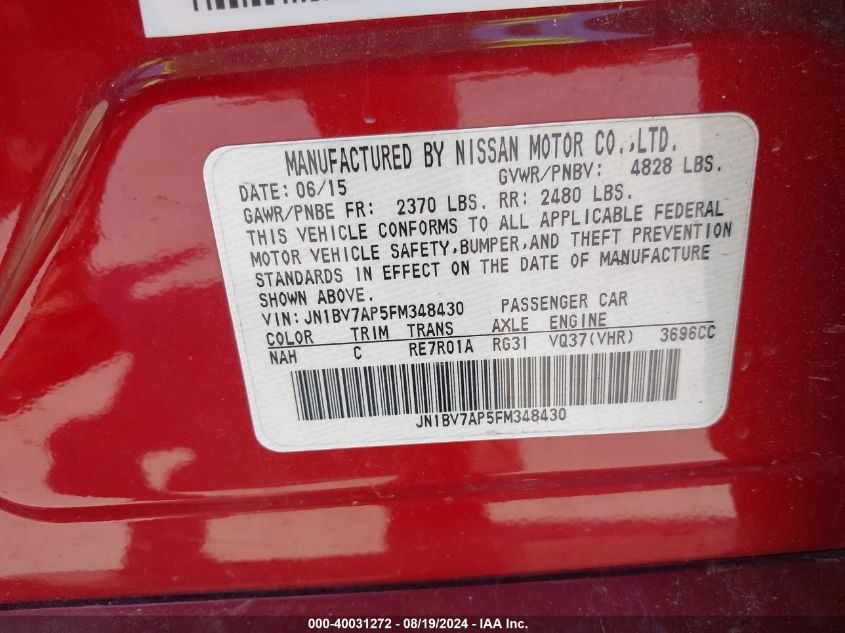 MANUFACTURED BY NISSAN MOTOR CO.,LTD.
DATE: 06/15 GVWR/PNBV: 4828 LBS.
GAWR/PNBE FR: 2370 LBS. RR: 2480 LBS.
THIS VEHICLE CONFORMS TO ALL APPLICABLE FEDERAL
MOTOR VEHICLE SAFETY,BUMPER,AND THEFT PREVENTION
STANDARDS IN EFFECT ON THE DATE OF MANUFACTURE
SHOWN ABOVE.
VIN: JN1BV7AP5FM348430 PASSENGER CAR
COLOR TRIM TRANS AXLE ENGINE
NAH C RE7R01A RG31 VQ37(VHR) 3696CC
JN1BV7AP5FM348430
000-40031272 - 08/19/2024 - IAA Inc.